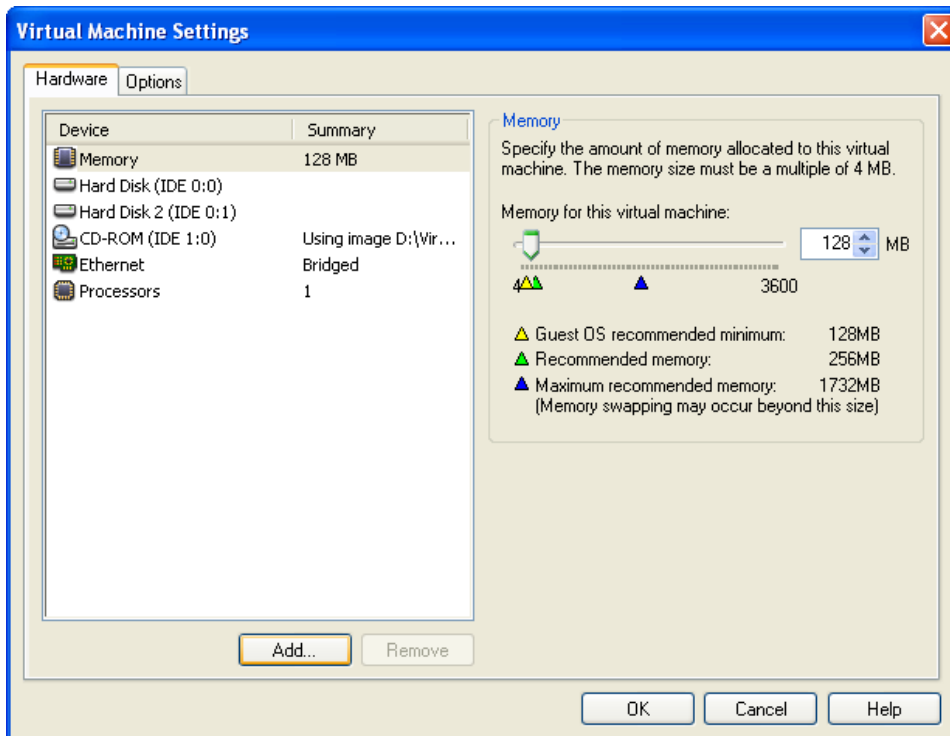 Virtual Machine Settings
Hardware Options
Device Summary
Memory 128 MB
Hard Disk (IDE 0:0)
Hard Disk 2 (IDE 0:1)
CD-ROM (IDE 1:0) Using image D:\Vir...
Ethernet Bridged
Processors 1
Add... Remove
Memory
Specify the amount of memory allocated to this virtual
machine. The memory size must be a multiple of 4 MB.
Memory for this virtual machine:
128 MB
4 3600
Guest OS recommended minimum: 128MB
Recommended memory: 256MB
Maximum recommended memory: 1732MB
(Memory swapping may occur beyond this size)
OK Cancel Help